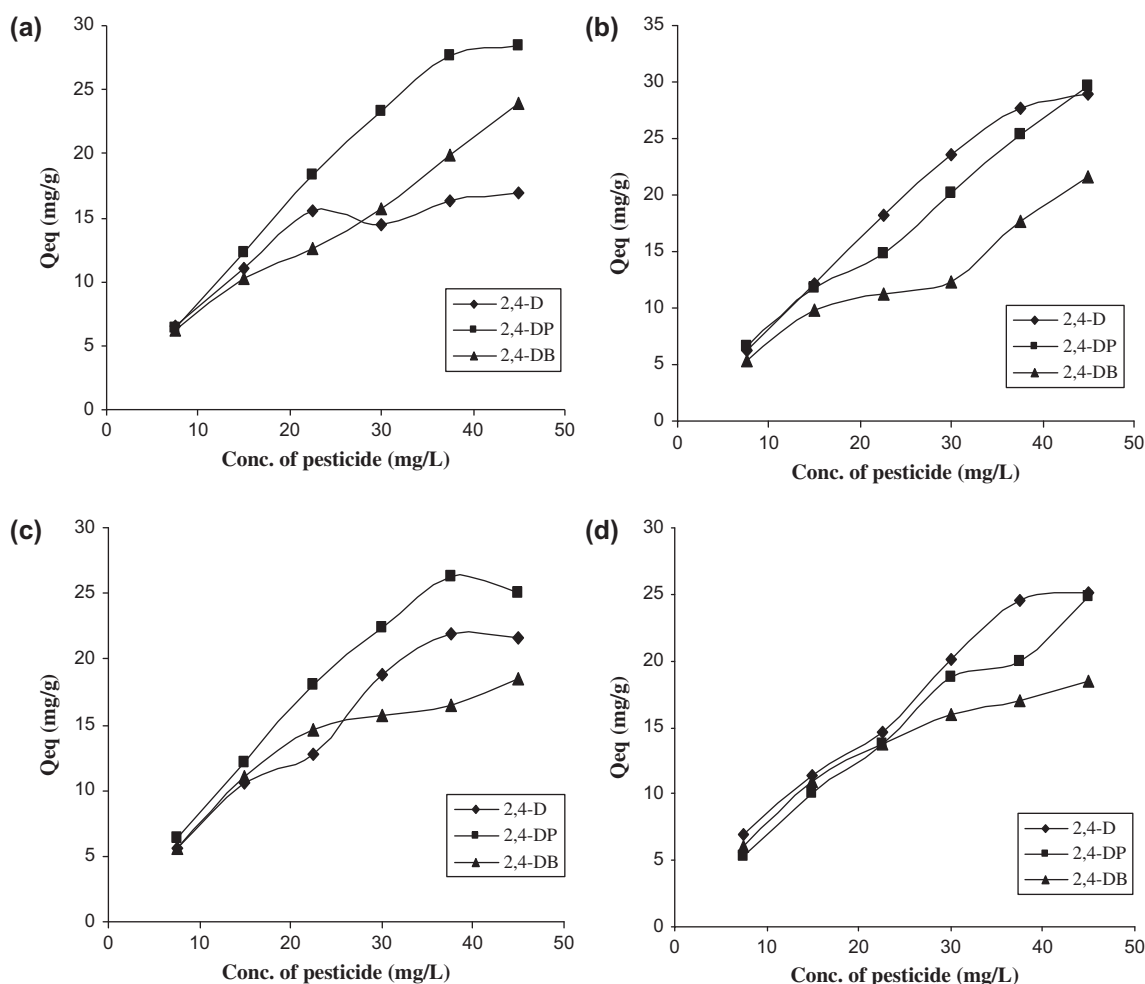 (a)
30
25
20
15
10
5
0
Qeq (mg/g)
2,4-D
2,4-DP
2,4-DB
0 10 20 30 40 50
Conc. of pesticide (mg/L)
(b)
35
30
25
20
15
10
5
0
Qeq (mg/g)
2,4-D
2,4-DP
2,4-DB
0 10 20 30 40 50
Conc. of pesticide (mg/L)
(c)
30
25
20
15
10
5
0
Qeq (mg/g)
2,4-D
2,4-DP
2,4-DB
0 10 20 30 40 50
Conc. of pesticide (mg/L)
(d)
30
25
20
15
10
5
0
Qeq (mg/g)
2,4-D
2,4-DP
2,4-DB
0 10 20 30 40 50
Conc. of pesticide (mg/L)